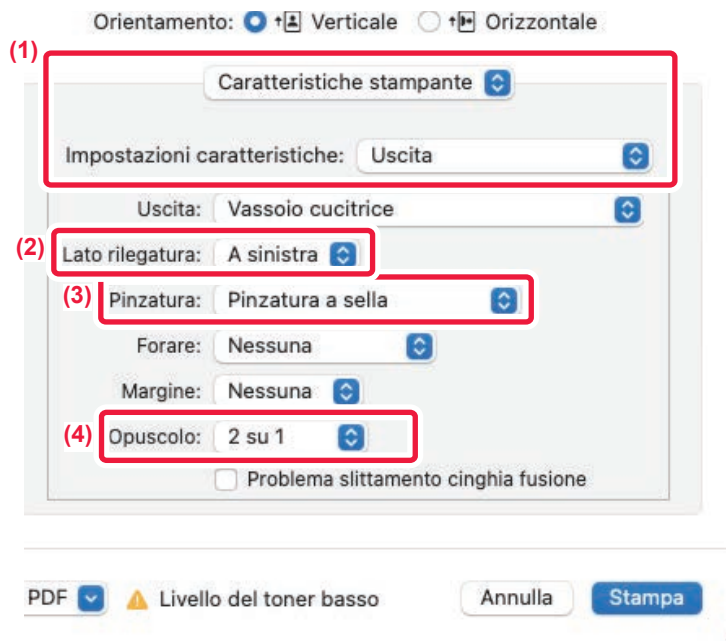 Orientamento: Verticale Orizzontale
(1)
Caratteristiche stampante
Impostazioni caratteristiche: Uscita
Uscita: Vassoio cucitrice
(2) Lato rilegatura: A sinistra
(3) Pinzatura: Pinzatura a sella
Forare: Nessuna
Margine: Nessuna
(4) Opuscolo: 2 su 1
Problema slittamento cinghia fusione
PDF Livello del toner basso Annulla Stampa